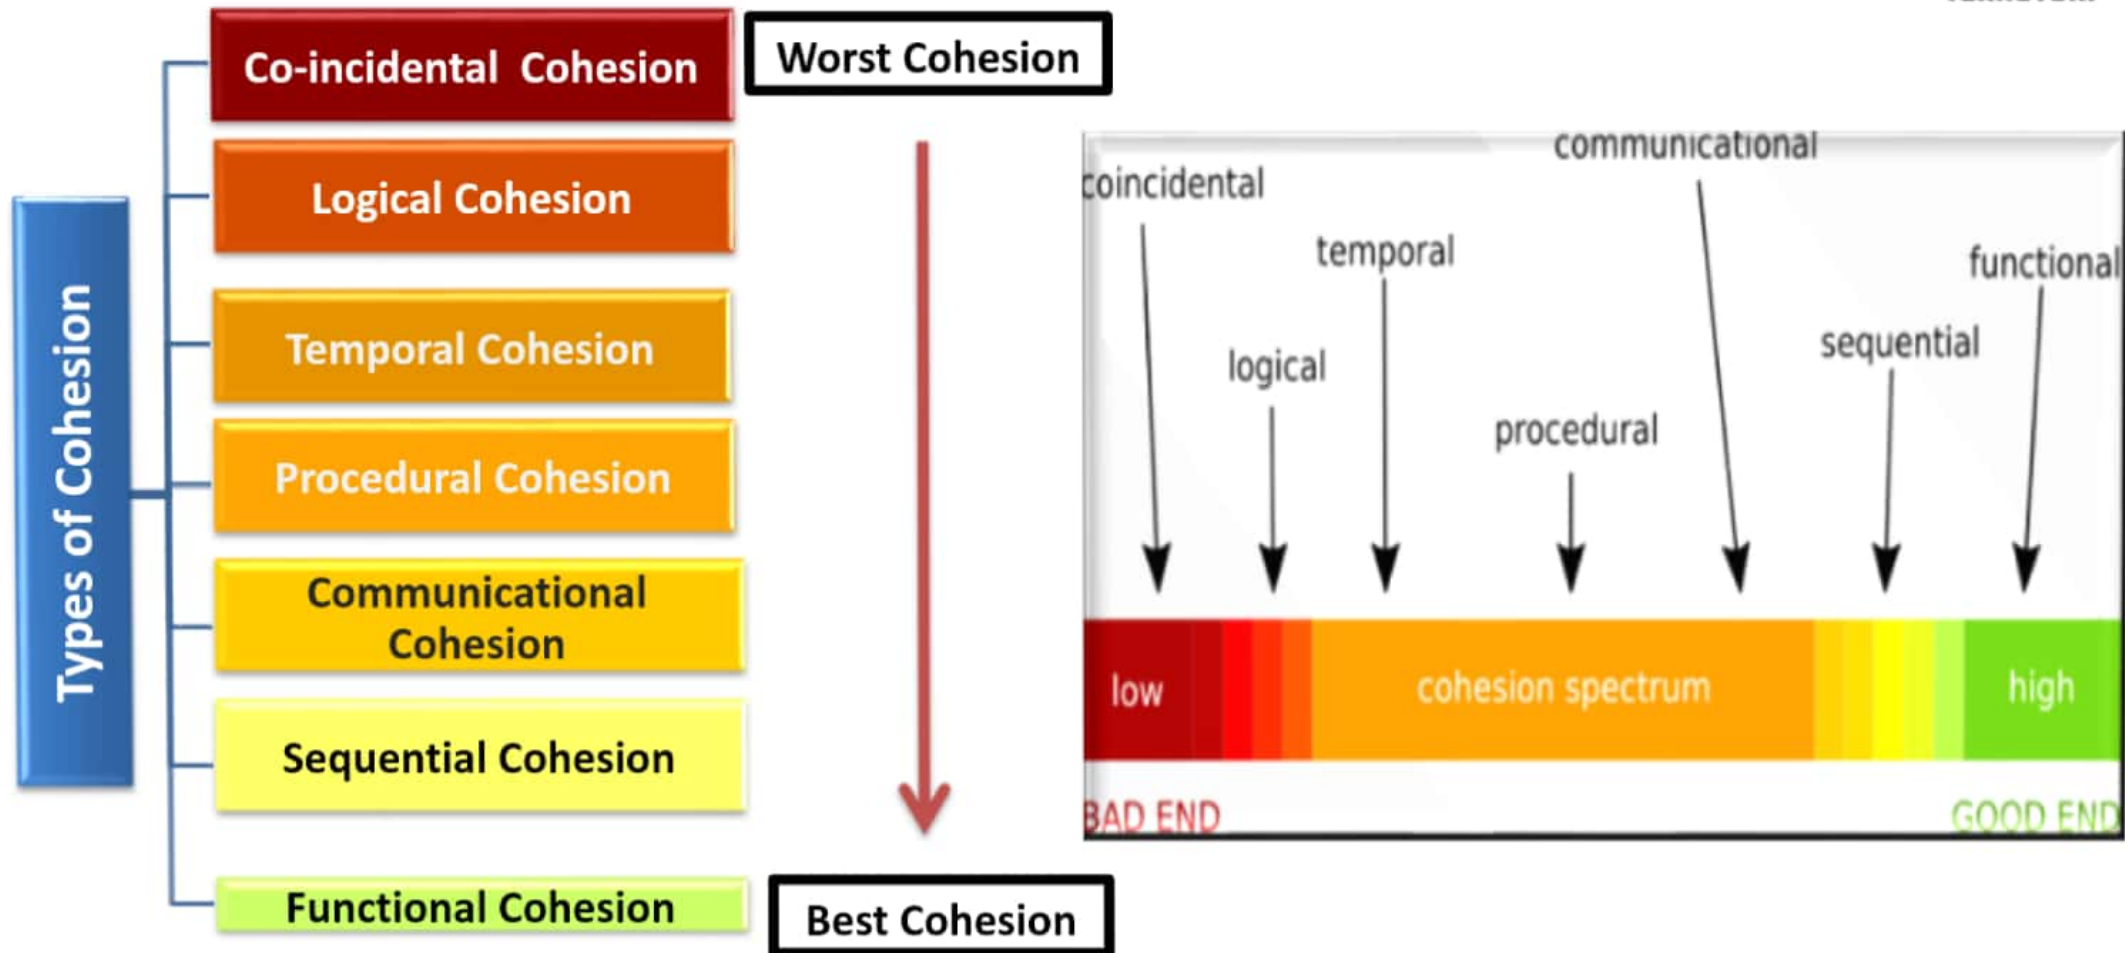 Types of Cohesion
Co-incidental Cohesion
Worst Cohesion
Logical Cohesion
Temporal Cohesion
Procedural Cohesion
Communicational
Cohesion
Sequential Cohesion
Functional Cohesion
Best Cohesion
communicational
coincidental
temporal
functional
sequential
logical
procedural
low
cohesion spectrum
high
BAD END
GOOD END